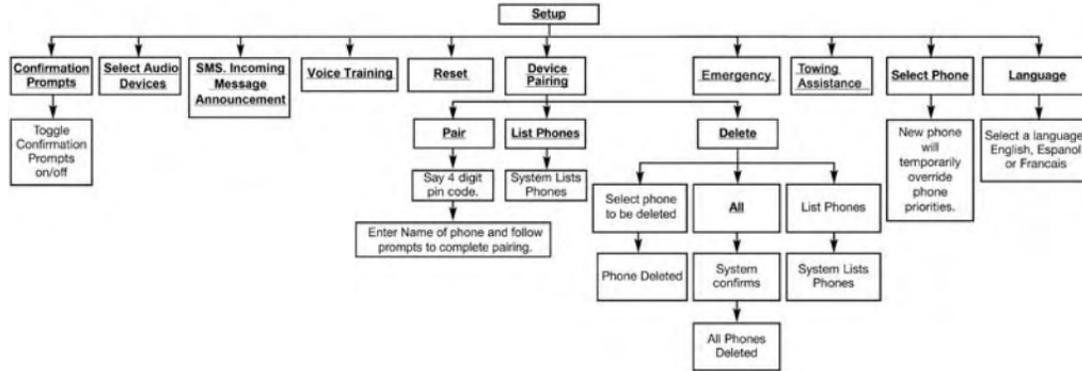 Setup
Confirmation
Prompts
Select Audio
Devices
SMS. Incoming
Message
Announcement
Voice Training
Reset
Device
Pairing
Emergency
Towing
Assistance
Select Phone
Language
Toggle
Confirmation
Prompts
on/off
Pair
List Phones
Delete
New phone
will
temporarily
override
phone
priorities.
Select a language
English, Espanol
or Francais
Say 4 digit
pin code.
System Lists
Phones
Select phone
to be deleted
All
List Phones
Enter Name of phone and follow
prompts to complete pairing.
Phone Deleted
System
confirms
System Lists
Phones
All Phones
Deleted